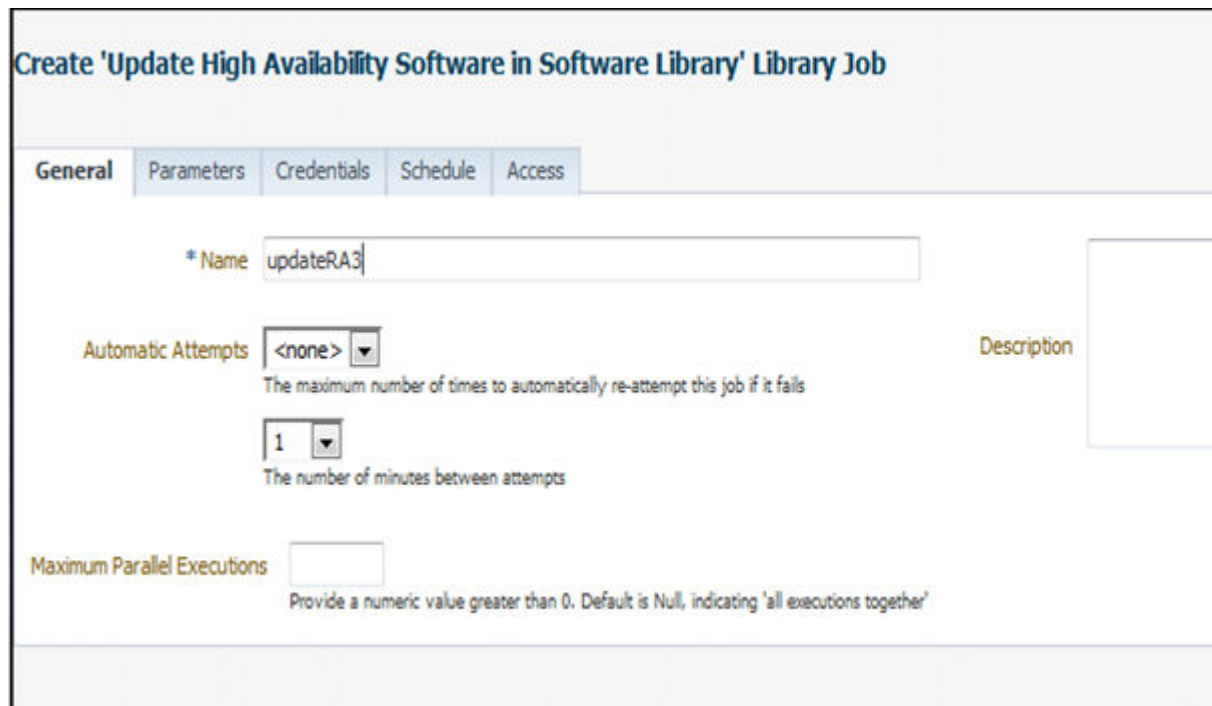 Create 'Update High Availability Software in Software Library' Library Job
General Parameters Credentials Schedule Access
* Name updateRA3
Automatic Attempts <none>
Description
The maximum number of times to automatically re-attempt this job if it fails
1
The number of minutes between attempts
Maximum Parallel Executions
Provide a numeric value greater than 0. Default is Null, indicating 'all executions together'